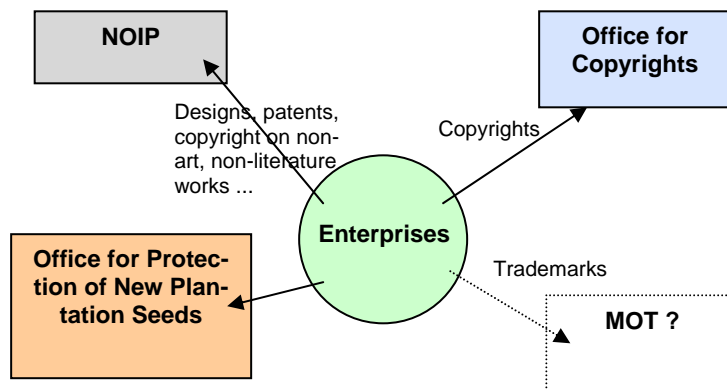 NOIP
Office for
Copyrights
Designs, patents,
copyright on non-
art, non-literature
works ...
Copyrights
Enterprises
Office for Protec-
tion of New Plan-
tation Seeds
Trademarks
MOT ?